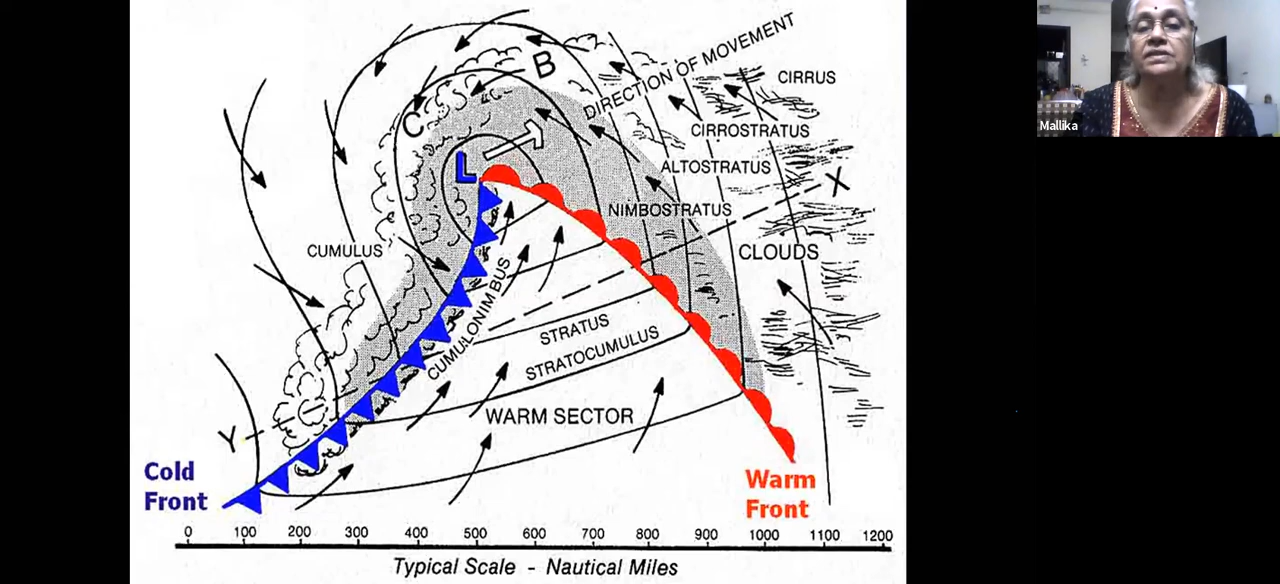 B
DIRECTION OF MOVEMENT
CIRRUS
C
CIRROSTRATUS
L
ALTOSTRATUS
X
NIMBOSTRATUS
CUMULUS
CLOUDS
CUMULONIMBUS
STRATUS
STRATOCUMULUS
WARM SECTOR
Y
Cold
Front
Warm
Front
0 100 200 300 400 500 600 700 800 900 1000 1100 1200
Typical Scale - Nautical Miles
Mallika